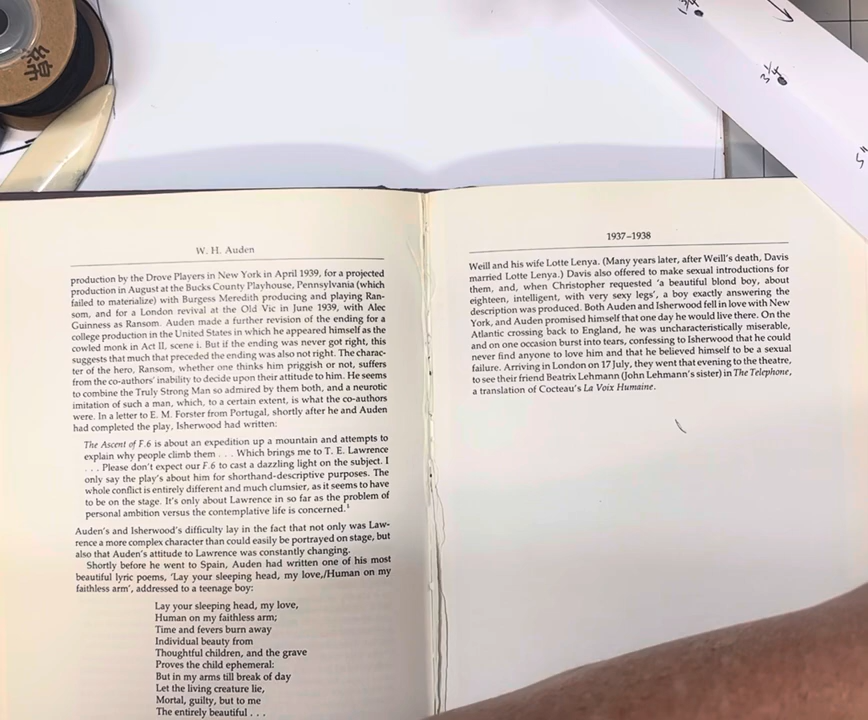 綿
1¾
3¼
5"
W. H. Auden
production by the Drove Players in New York in April 1939, for a projected
production in August at the Bucks County Playhouse, Pennsylvania (which
failed to materialize) with Burgess Meredith producing and playing Ran-
som, and for a London revival at the Old Vic in June 1939, with Alec
Guinness as Ransom. Auden made a further revision of the ending for a
college production in the United States in which he appeared himself as the
cowled monk in Act II, scene i. But if the ending was never got right, this
suggests that much that preceded the ending was also not right. The charac-
ter of the hero, Ransom, whether one thinks him priggish or not, suffers
from the co-authors' inability to decide upon their attitude to him. He seems
to combine the Truly Strong Man so admired by them both, and a neurotic
imitation of such a man, which, to a certain extent, is what the co-authors
were. In a letter to E. M. Forster from Portugal, shortly after he and Auden
had completed the play, Isherwood had written:
The Ascent of F.6 is about an expedition up a mountain and attempts to
explain why people climb them . . . Which brings me to T. E. Lawrence
. . . Please don't expect our F.6 to cast a dazzling light on the subject. I
only say the play's about him for shorthand-descriptive purposes. The
whole conflict is entirely different and much clumsier, as it seems to have
to be on the stage. It's only about Lawrence in so far as the problem of
personal ambition versus the contemplative life is concerned.¹
Auden's and Isherwood's difficulty lay in the fact that not only was Law-
rence a more complex character than could easily be portrayed on stage, but
also that Auden's attitude to Lawrence was constantly changing.
Shortly before he went to Spain, Auden had written one of his most
beautiful lyric poems, 'Lay your sleeping head, my love,/Human on my
faithless arm', addressed to a teenage boy:
Lay your sleeping head, my love,
Human on my faithless arm;
Time and fevers burn away
Individual beauty from
Thoughtful children, and the grave
Proves the child ephemeral:
But in my arms till break of day
Let the living creature lie,
Mortal, guilty, but to me
The entirely beautiful . . .
1937–1938
Weill and his wife Lotte Lenya. (Many years later, after Weill's death, Davis
married Lotte Lenya.) Davis also offered to make sexual introductions for
them, and, when Christopher requested 'a beautiful blond boy, about
eighteen, intelligent, with very sexy legs', a boy exactly answering the
description was produced. Both Auden and Isherwood fell in love with New
York, and Auden promised himself that one day he would live there. On the
Atlantic crossing back to England, he was uncharacteristically miserable,
and on one occasion burst into tears, confessing to Isherwood that he could
never find anyone to love him and that he believed himself to be a sexual
failure. Arriving in London on 17 July, they went that evening to the theatre,
to see their friend Beatrix Lehmann (John Lehmann's sister) in The Telephone,
a translation of Cocteau's La Voix Humaine.